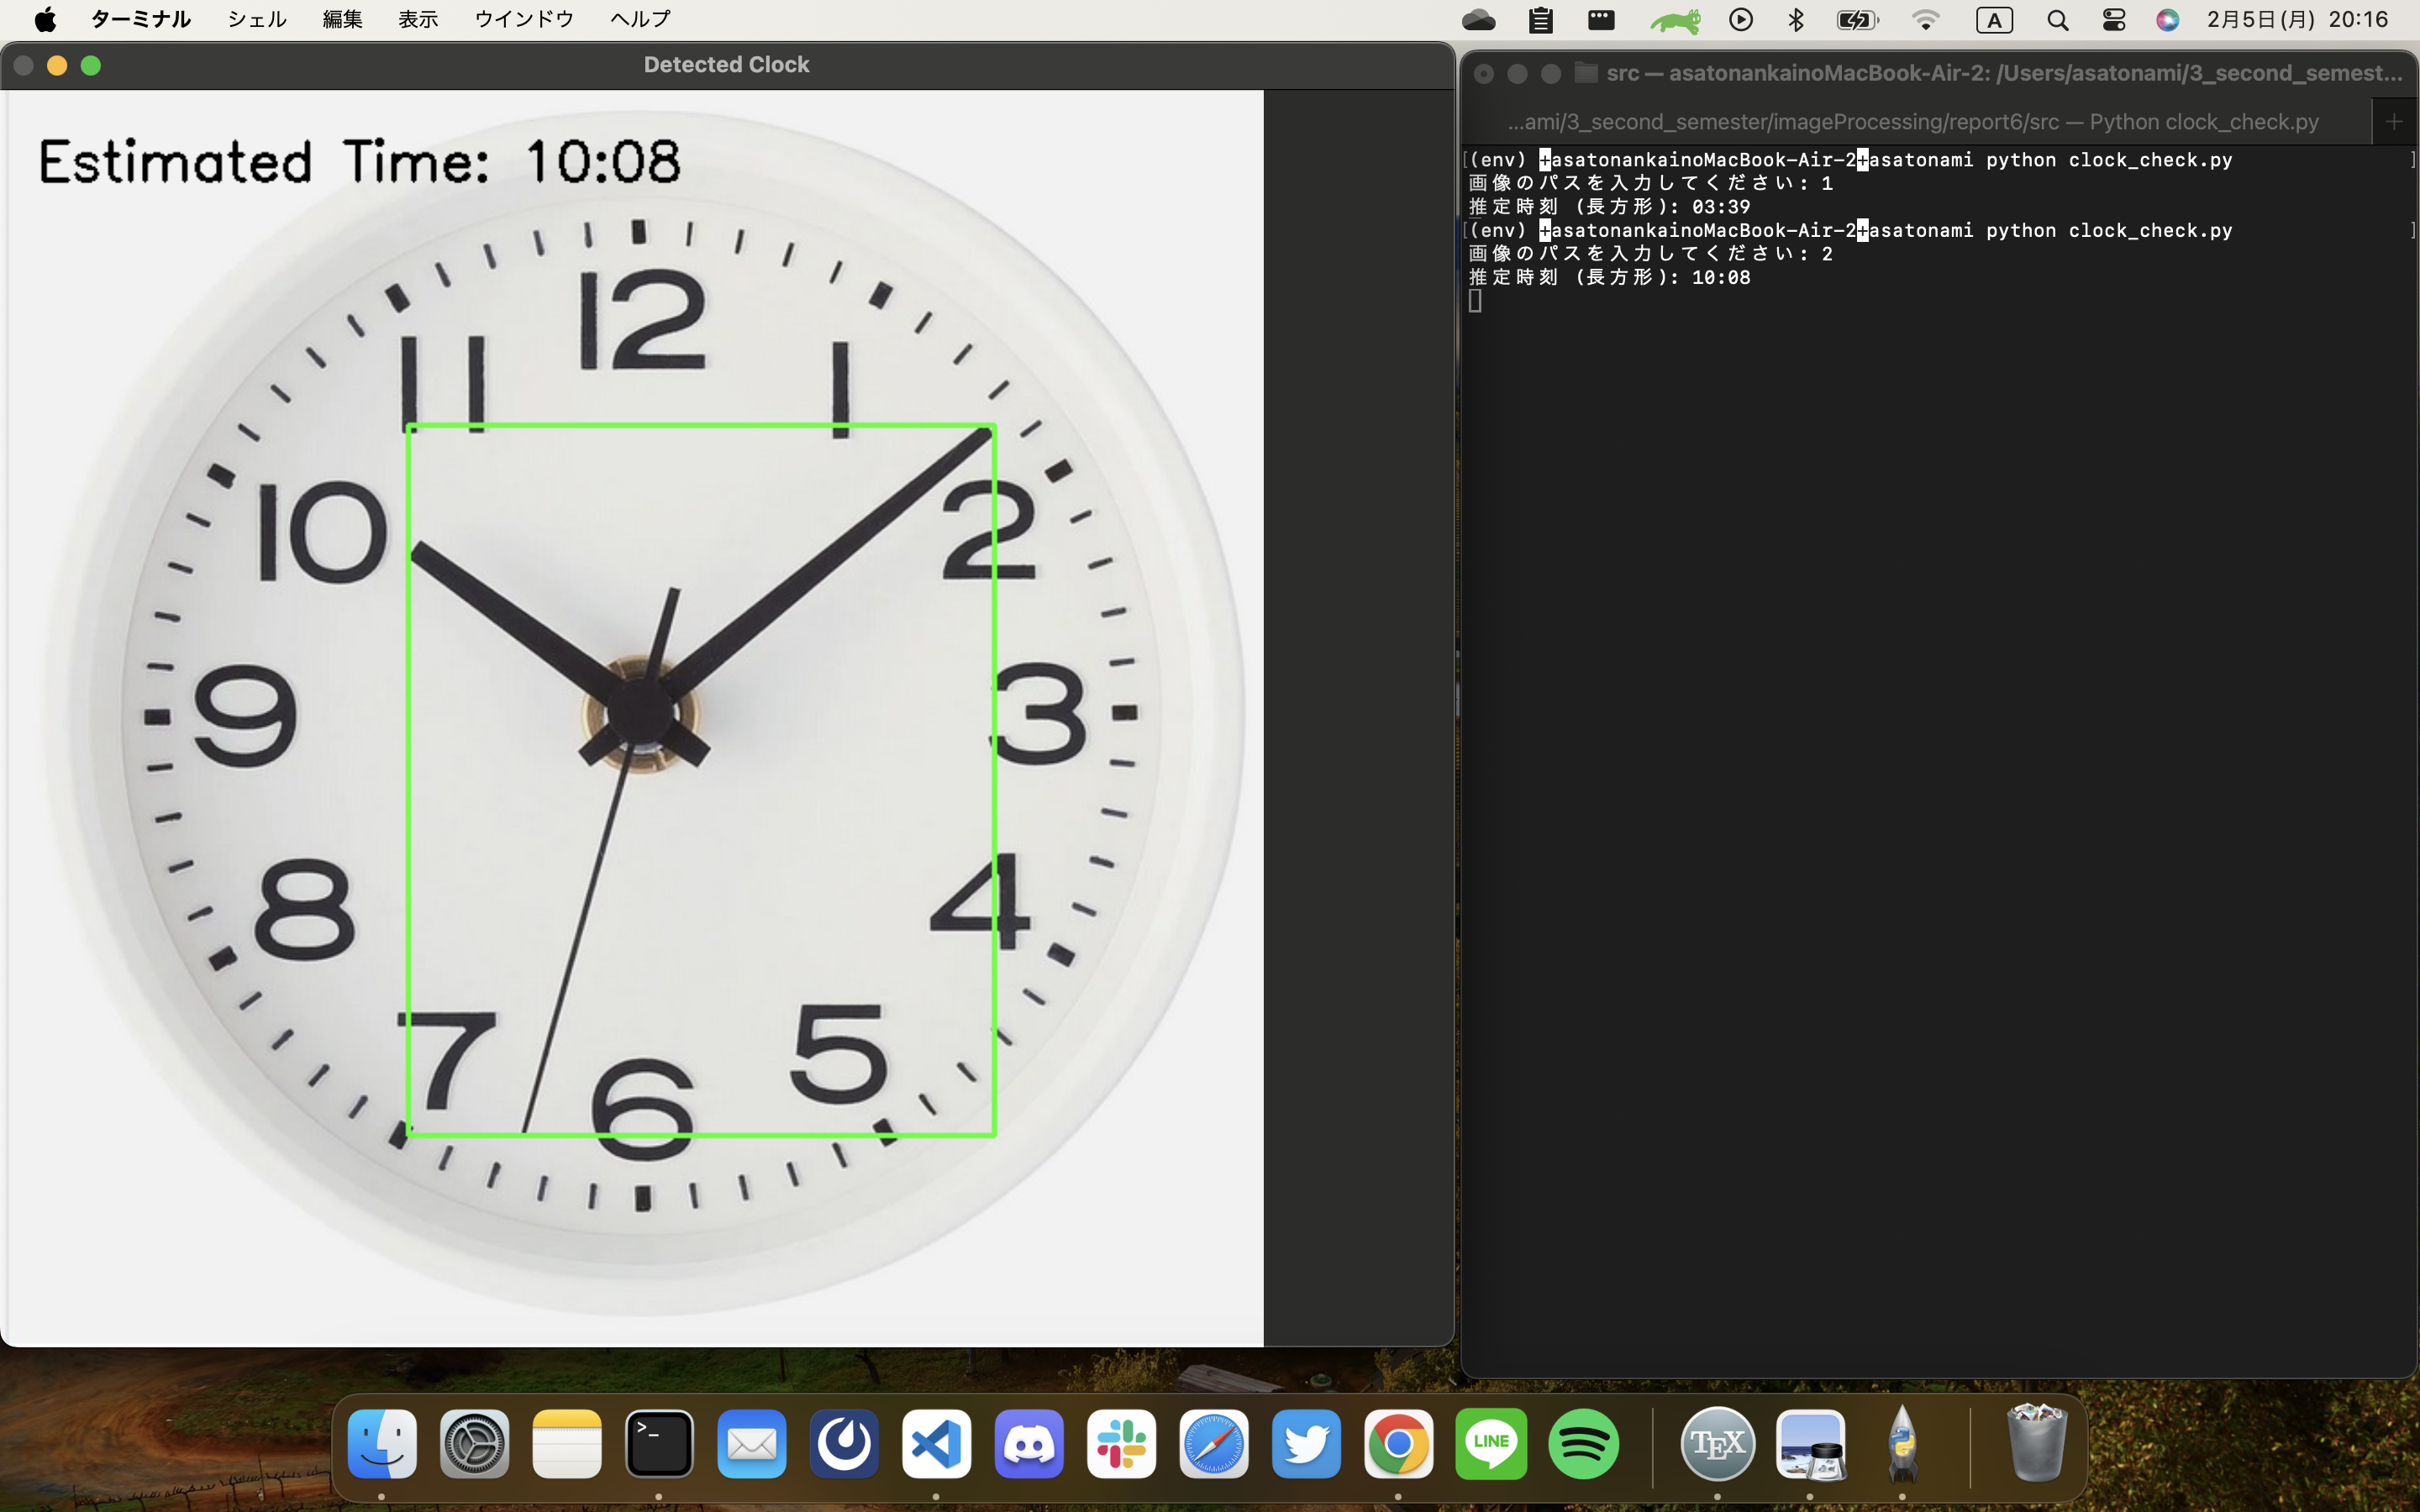 ターミナル シェル 編集 表示 ウインドウ ヘルプ A 2月5日(月) 20:16
Detected Clock
Estimated Time: 10:08
12
11 1
10 2
9 3
8 4
7 5
6
src — asatonankainoMacBook-Air-2: /Users/asatonami/3_second_semest...
...ami/3_second_semester/imageProcessing/report6/src — Python clock_check.py
[(env) +asatonankainoMacBook-Air-2+asatonami python clock_check.py ]
画像のパスを入力してください: 1
推定時刻 (長方形): 03:39
[(env) +asatonankainoMacBook-Air-2+asatonami python clock_check.py ]
画像のパスを入力してください: 2
推定時刻 (長方形): 10:08
>_ LINE TEX